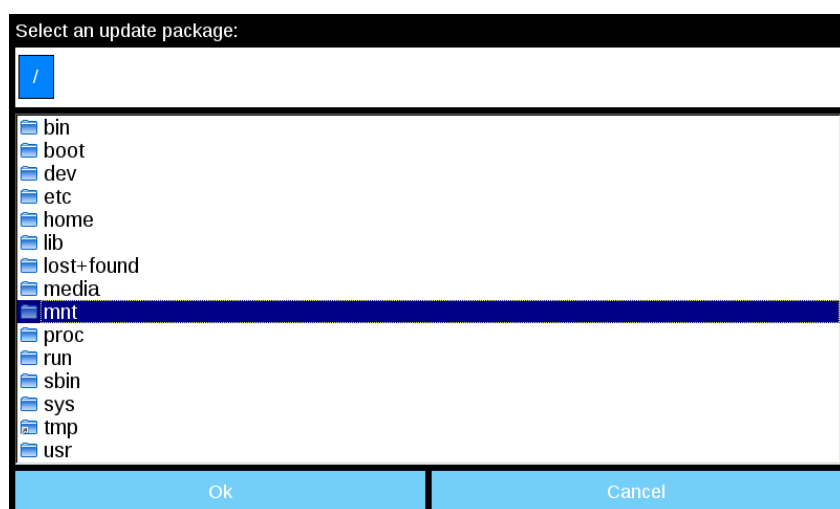 Select an update package:
/
bin
boot
dev
etc
home
lib
lost+found
media
mnt
proc
run
sbin
sys
tmp
usr
Ok Cancel